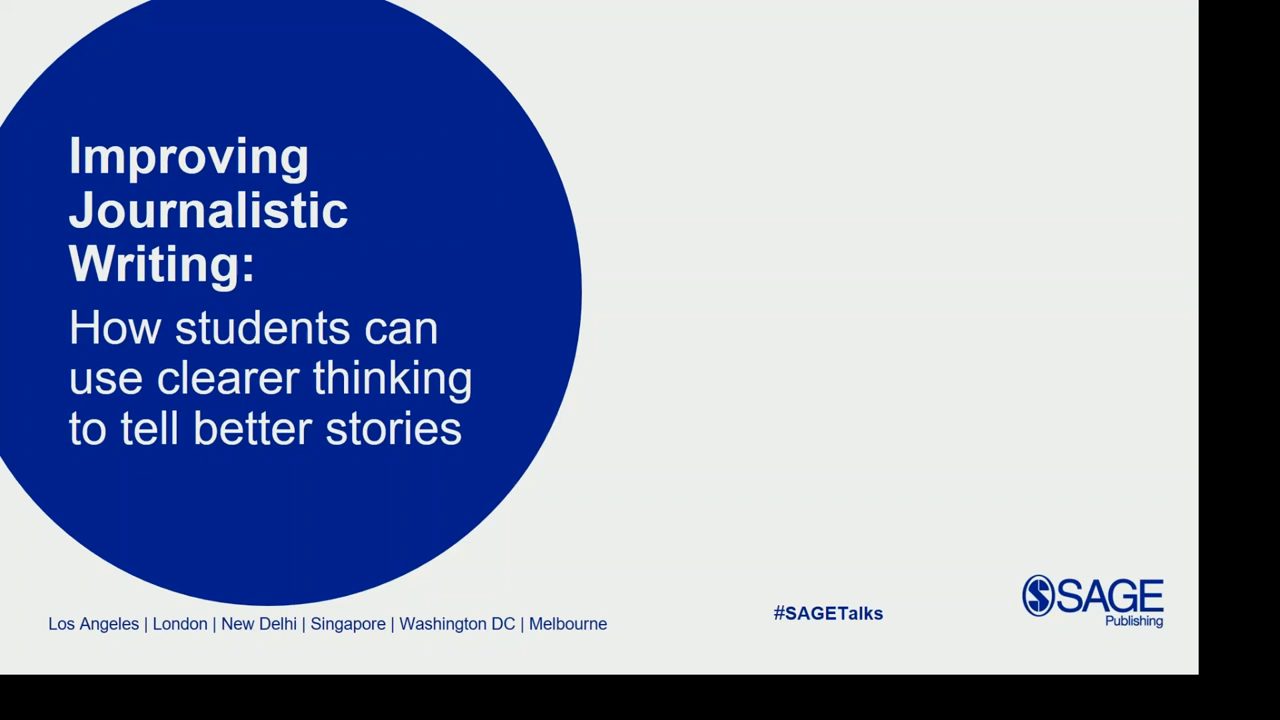 Improving
Journalistic
Writing:
How students can
use clearer thinking
to tell better stories
Los Angeles | London | New Delhi | Singapore | Washington DC | Melbourne
#SAGETalks
SAGE
Publishing